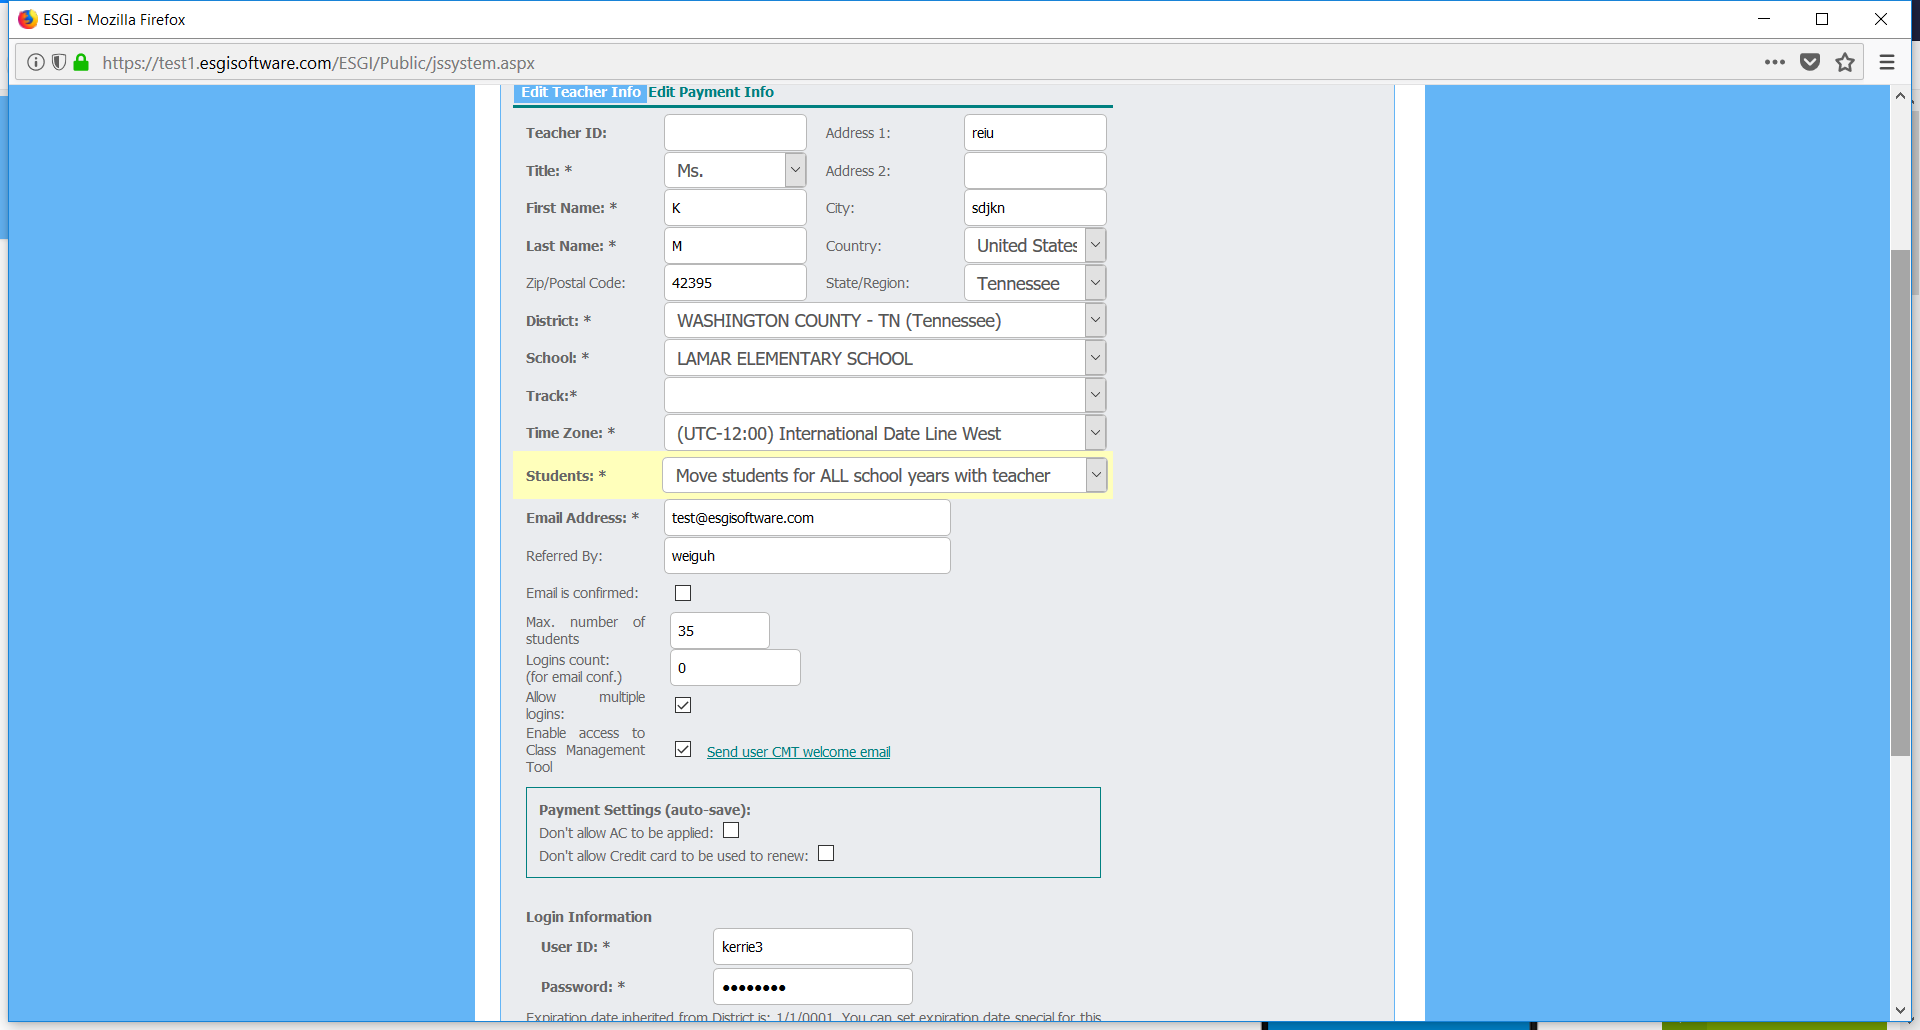 ESGI - Mozilla Firefox
https://test1.esgisoftware.com/ESGI/Public/jssystem.aspx
Edit Teacher Info Edit Payment Info
Teacher ID: Address 1: reiu
Title: * Ms. Address 2:
First Name: * K City: sdjkn
Last Name: * M Country: United States
Zip/Postal Code: 42395 State/Region: Tennessee
District: * WASHINGTON COUNTY - TN (Tennessee)
School: * LAMAR ELEMENTARY SCHOOL
Track:*
Time Zone: * (UTC-12:00) International Date Line West
Students: * Move students for ALL school years with teacher
Email Address: * test@esgisoftware.com
Referred By: weiguh
Email is confirmed:
Max. number of
students 35
Logins count:
(for email conf.) 0
Allow multiple
logins:
Enable access to
Class Management
Tool
Send user CMT welcome email
Payment Settings (auto-save):
Don't allow AC to be applied:
Don't allow Credit card to be used to renew:
Login Information
User ID: * kerrie3
Password: * ●●●●●●●●
Expiration date inherited from District is: 1/1/0001. You can set expiration date special for this